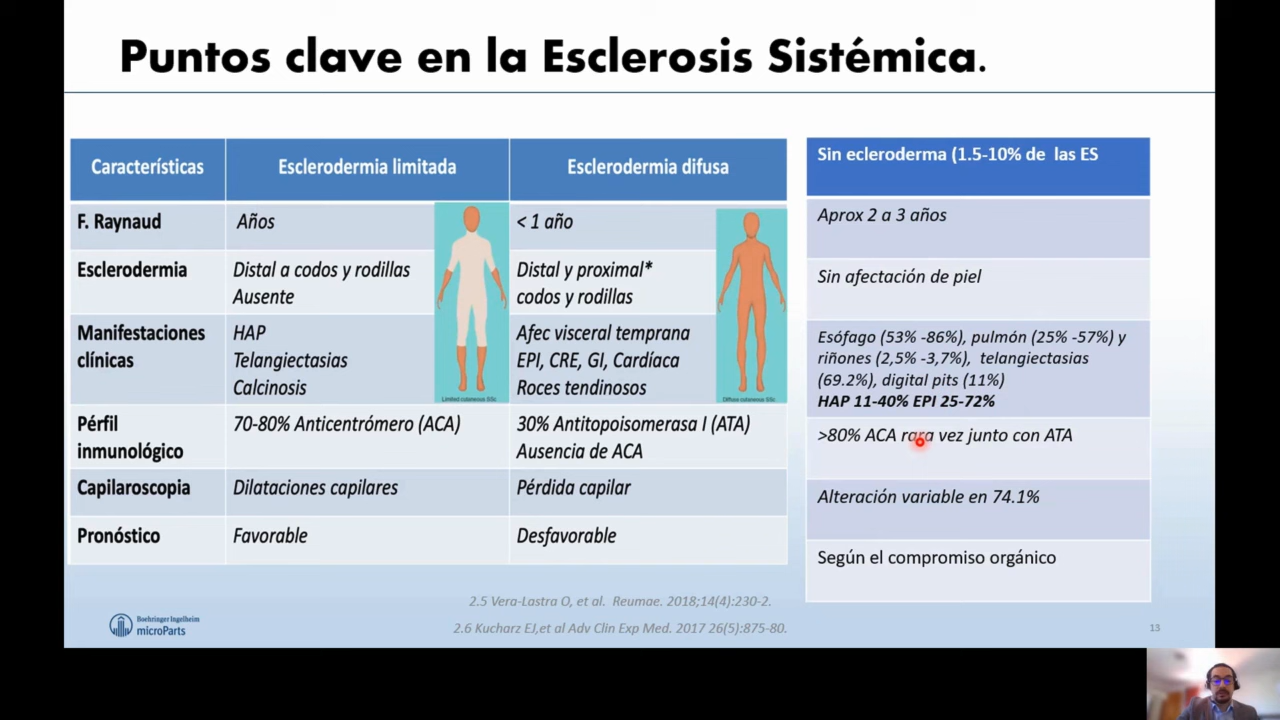 Puntos clave en la Esclerosis Sistémica.
Características
Esclerodermia limitada
Esclerodermia difusa
F. Raynaud
Años
< 1 año
Esclerodermia
Distal a codos y rodillas
Ausente
Distal y proximal*
codos y rodillas
Manifestaciones
clínicas
HAP
Telangiectasias
Calcinosis
Afec visceral temprana
EPI, CRE, GI, Cardíaca
Roces tendinosos
Limited cutaneous SSc
Diffuse cutaneous SSc
Pérfil
inmunológico
70-80% Anticentrómero (ACA)
30% Antitopoisomerasa I (ATA)
Ausencia de ACA
Capilaroscopia
Dilataciones capilares
Pérdida capilar
Pronóstico
Favorable
Desfavorable
Sin ecleroderma (1.5-10% de las ES
Aprox 2 a 3 años
Sin afectación de piel
Esófago (53% -86%), pulmón (25% -57%) y
riñones (2,5% -3,7%), telangiectasias
(69.2%), digital pits (11%)
HAP 11-40% EPI 25-72%
>80% ACA rara vez junto con ATA
Alteración variable en 74.1%
Según el compromiso orgánico
2.5 Vera-Lastra O, et al. Reumae. 2018;14(4):230-2.
2.6 Kucharz EJ,et al Adv Clin Exp Med. 2017 26(5):875-80.
Boehringer Ingelheim
microParts
13